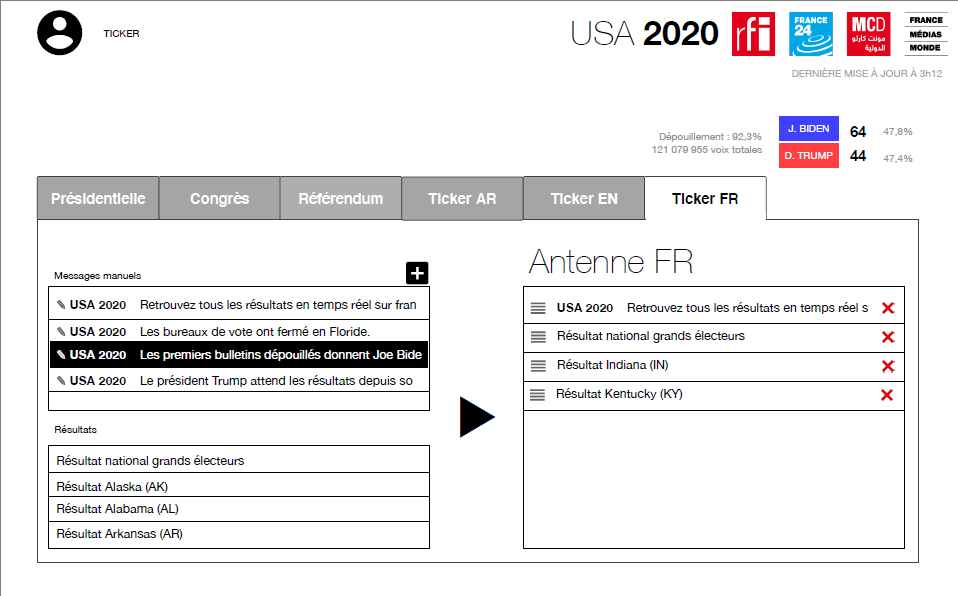 TICKER
USA 2020
rfi
FRANCE
24
MCD
مونت كارلو
الدولية
FRANCE
MÉDIAS
MONDE
DERNIÈRE MISE À JOUR À 3h12
Dépouillement : 92,3%
121 079 955 voix totales
J. BIDEN 64 47,8%
D. TRUMP 44 47,4%
Présidentielle Congrès Référendum Ticker AR Ticker EN Ticker FR
Messages manuels
USA 2020 Retrouvez tous les résultats en temps réel sur fran
USA 2020 Les bureaux de vote ont fermé en Floride.
USA 2020 Les premiers bulletins dépouillés donnent Joe Bide
USA 2020 Le président Trump attend les résultats depuis so
Résultats
Résultat national grands électeurs
Résultat Alaska (AK)
Résultat Alabama (AL)
Résultat Arkansas (AR)
Antenne FR
USA 2020 Retrouvez tous les résultats en temps réel s
Résultat national grands électeurs
Résultat Indiana (IN)
Résultat Kentucky (KY)